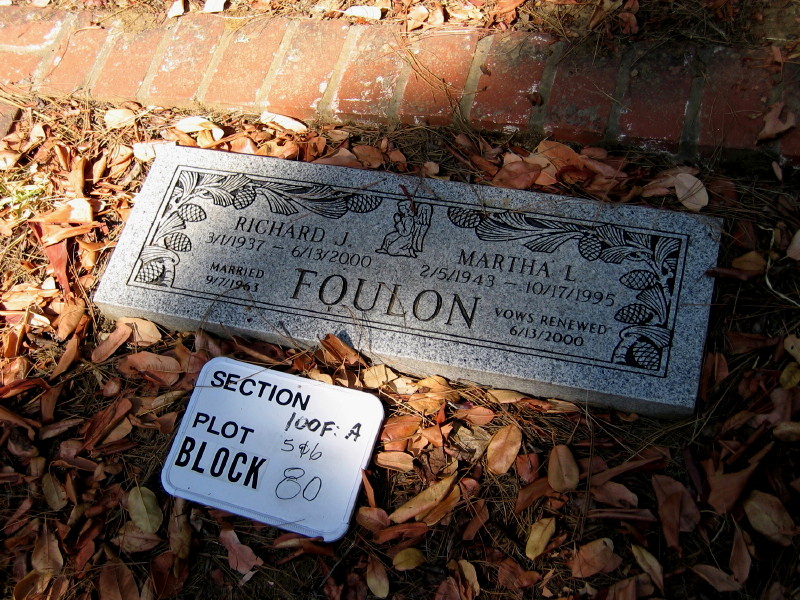 RICHARD J.
3/1/1937 - 6/13/2000
MARTHA L.
2/5/1943 - 10/17/1995
MARRIED
9/7/1963
FOULON
VOWS RENEWED
6/13/2000
SECTION
100F: A
PLOT
5&6
BLOCK
80